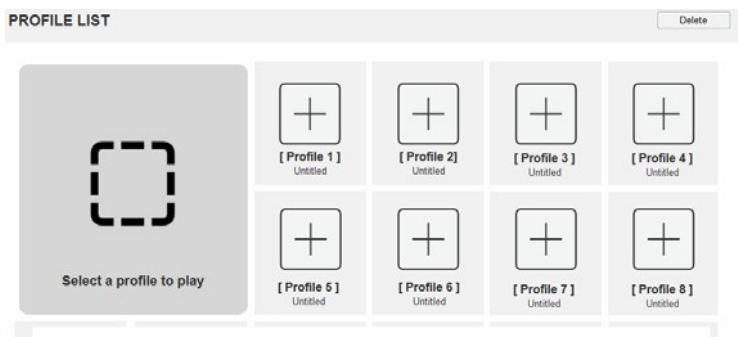 PROFILE LIST
Delete
Select a profile to play
[ Profile 1 ]
Untitled
[ Profile 2]
Untitled
[ Profile 3 ]
Untitled
[ Profile 4 ]
Untitled
[ Profile 5 ]
Untitled
[ Profile 6 ]
Untitled
[ Profile 7 ]
Untitled
[ Profile 8 ]
Untitled